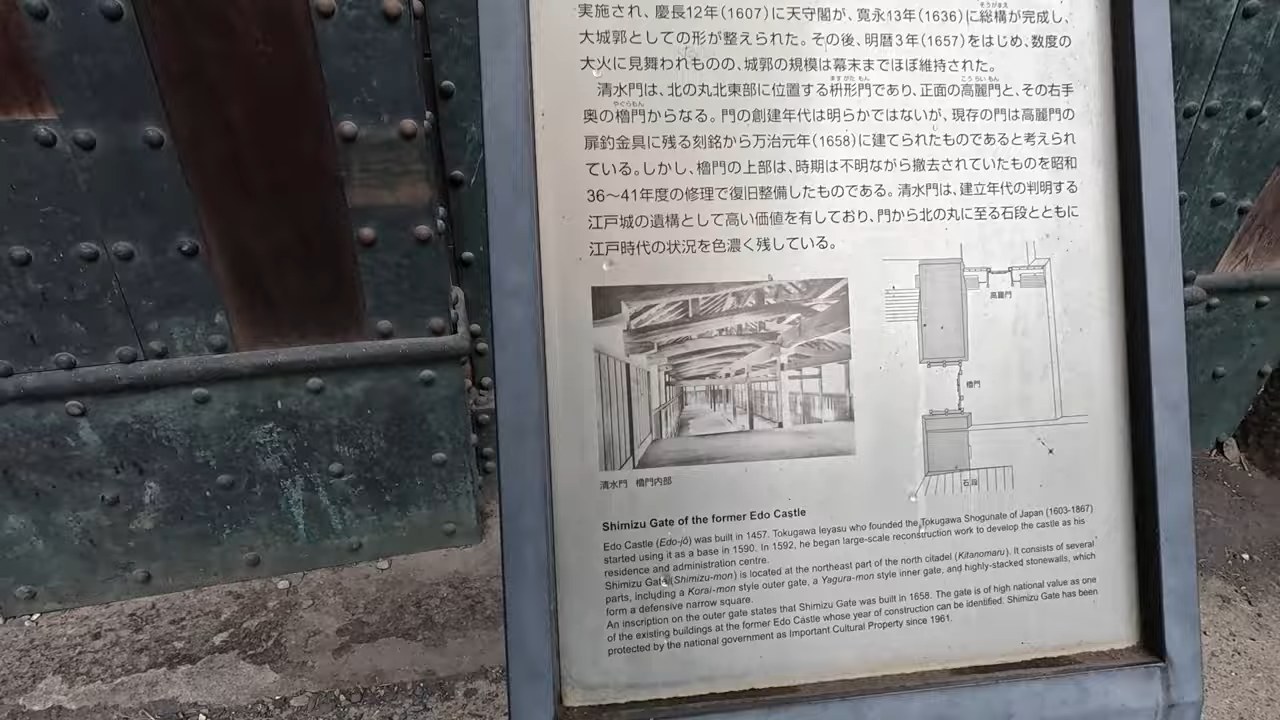 実施され、慶長12年(1607)に天守閣が、寛永13年(1636)に総構が完成し、
大城郭としての形が整えられた。その後、明暦3年(1657)をはじめ、数度の
大火に見舞われものの、城郭の規模は幕末までほぼ維持された。
清水門は、北の丸北東部に位置する枡形門であり、正面の高麗門と、その右手
奥の櫓門からなる。門の創建年代は明らかではないが、現存の門は高麗門の
扉釣金具に残る刻銘から万治元年(1658)に建てられたものであると考えられ
ている。しかし、櫓門の上部は、時期は不明ながら撤去されていたものを昭和
36〜41年度の修理で復旧整備したものである。清水門は、建立年代の判明する
江戸城の遺構として高い価値を有しており、門から北の丸に至る石段とともに
江戸時代の状況を色濃く残している。
高麗門
櫓門
石段
清水門 櫓門内部
Shimizu Gate of the former Edo Castle
Edo Castle (Edo-jō) was built in 1457. Tokugawa Ieyasu who founded the Tokugawa Shogunate of Japan (1603-1867)
started using it as a base in 1590. In 1592, he began large-scale reconstruction work to develop the castle as his
residence and administration centre.
Shimizu Gate (Shimizu-mon) is located at the northeast part of the north citadel (Kitanomaru). It consists of several
parts, including a Korai-mon style outer gate, a Yagura-mon style inner gate, and highly-stacked stonewalls, which
form a defensive narrow square.
An inscription on the outer gate states that Shimizu Gate was built in 1658. The gate is of high national value as one
of the existing buildings at the former Edo Castle whose year of construction can be identified. Shimizu Gate has been
protected by the national government as Important Cultural Property since 1961.